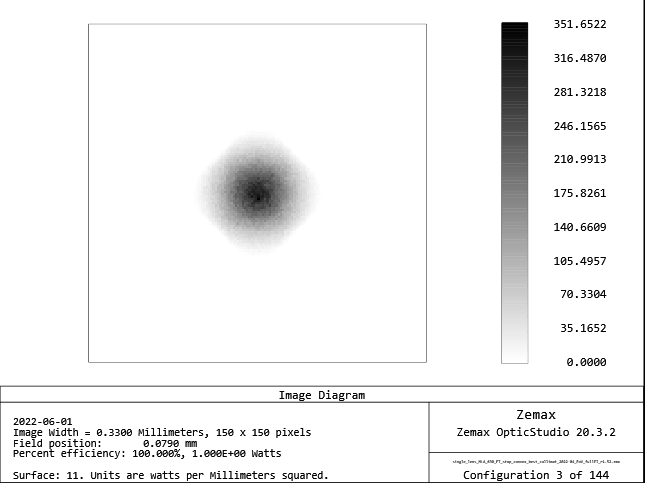 351.6522
316.4870
281.3218
246.1565
210.9913
175.8261
140.6609
105.4957
70.3304
35.1652
0.0000
Image Diagram
2022-06-01
Image Width = 0.3300 Millimeters, 150 x 150 pixels
Field position: 0.0790 mm
Percent efficiency: 100.000%, 1.000E+00 Watts
Surface: 11. Units are watts per Millimeters squared.
Zemax
Zemax OpticStudio 20.3.2
Configuration 3 of 144